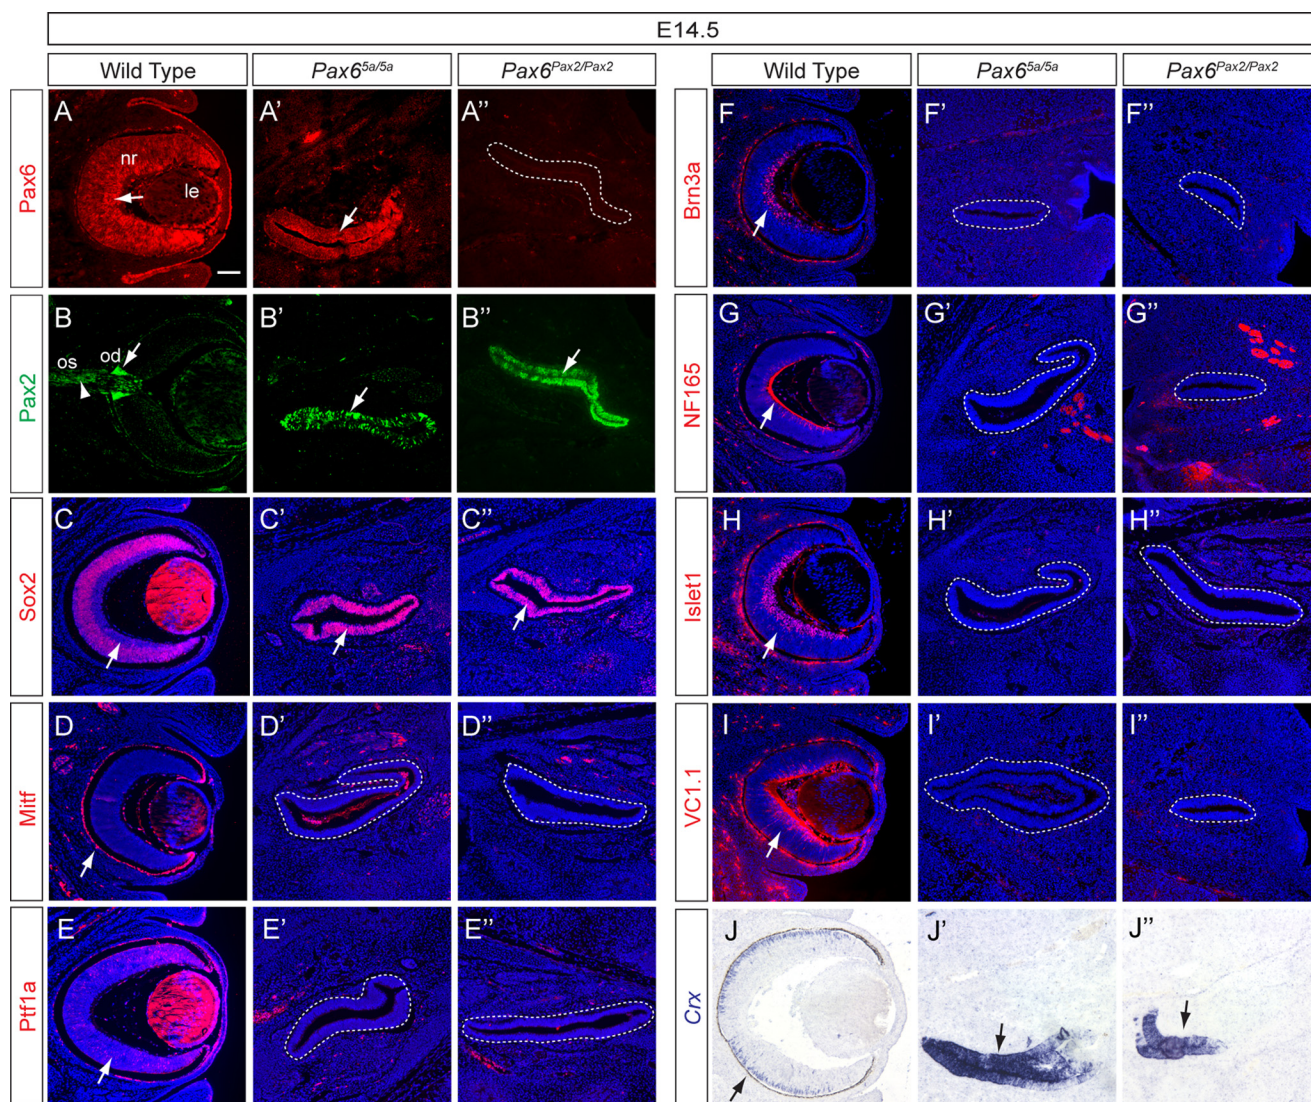 E14.5
Wild Type
Pax6 5a/5a
Pax6 Pax2/Pax2
Wild Type
Pax6 5a/5a
Pax6 Pax2/Pax2
Pax6
A
nr
le
A’
A’’
Brn3a
F
F’
F’’
Pax2
B
os
od
B’
B’’
NF165
G
G’
G’’
Sox2
C
C’
C’’
Islet1
H
H’
H’’
Mitf
D
D’
D’’
VC1.1
I
I’
I’’
Ptf1a
E
E’
E’’
Crx
J
J’
J’’